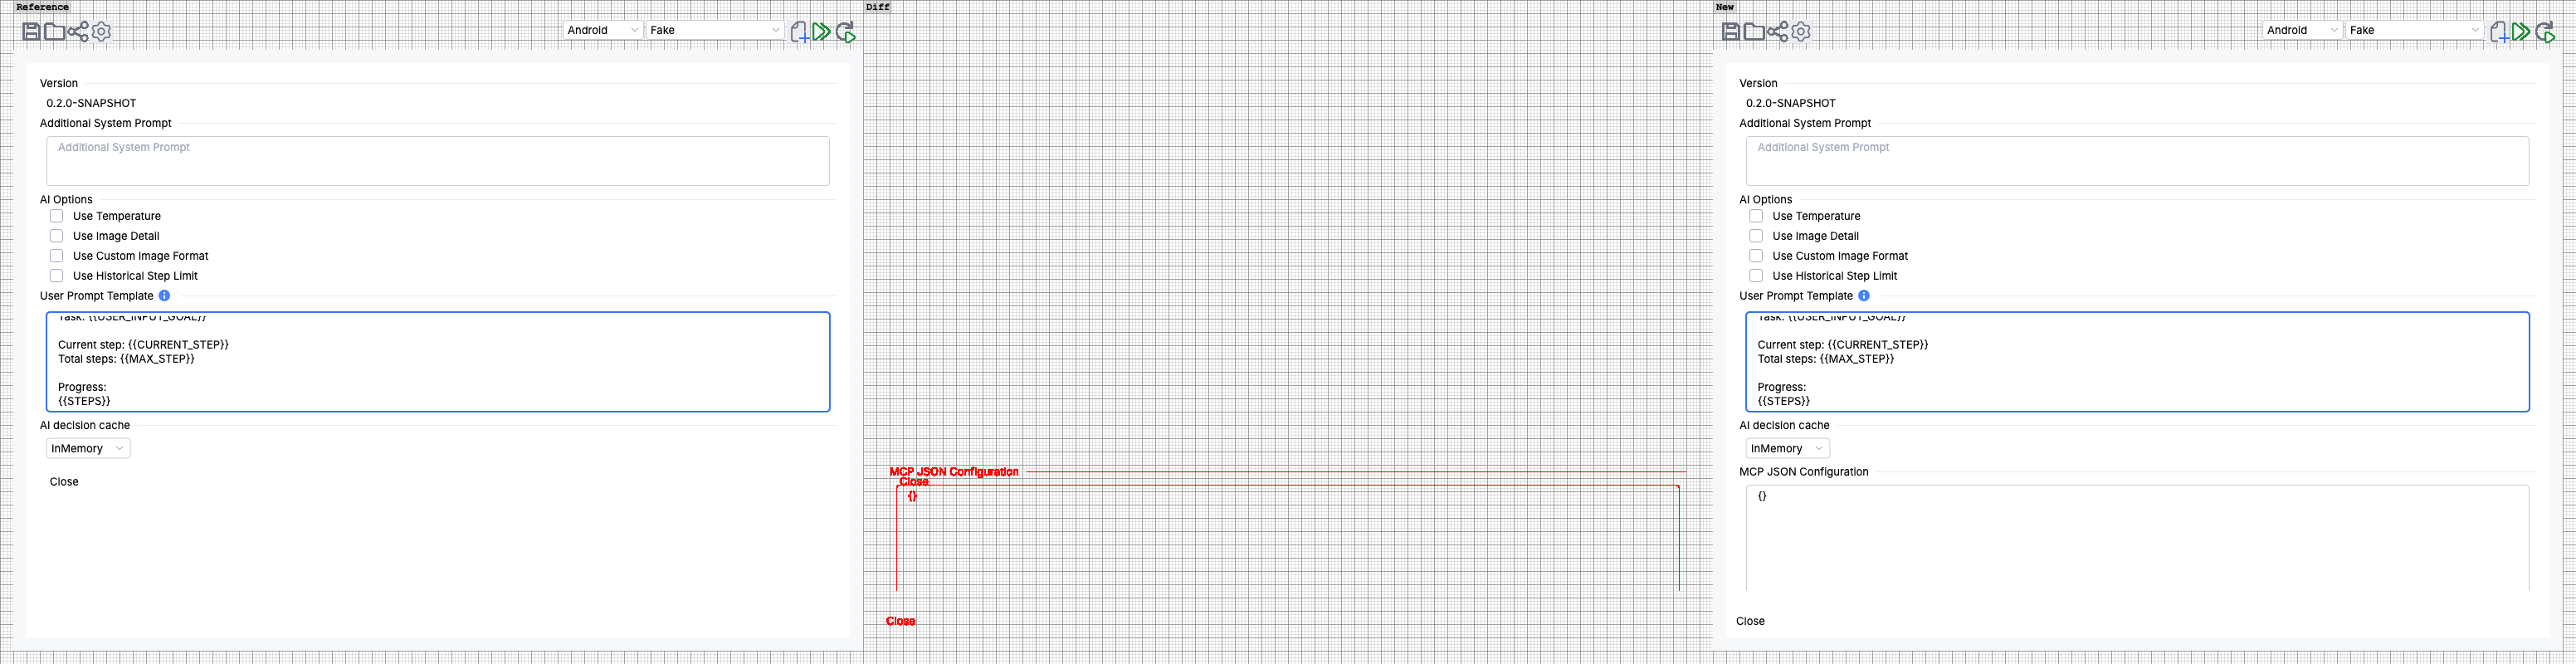 Reference
Android
Fake
Version
0.2.0-SNAPSHOT
Additional System Prompt
Additional System Prompt
AI Options
Use Temperature
Use Image Detail
Use Custom Image Format
Use Historical Step Limit
User Prompt Template
Task: {{USER_INPUT_GOAL}}
Current step: {{CURRENT_STEP}}
Total steps: {{MAX_STEP}}
Progress:
{{STEPS}}
AI decision cache
InMemory
Close
Diff
MCP JSON Configuration
Close
{}
Close
New
Android
Fake
Version
0.2.0-SNAPSHOT
Additional System Prompt
Additional System Prompt
AI Options
Use Temperature
Use Image Detail
Use Custom Image Format
Use Historical Step Limit
User Prompt Template
Task: {{USER_INPUT_GOAL}}
Current step: {{CURRENT_STEP}}
Total steps: {{MAX_STEP}}
Progress:
{{STEPS}}
AI decision cache
InMemory
MCP JSON Configuration
{}
Close